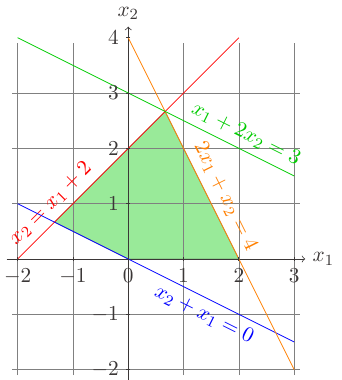 x₂
4
3
2
1
−1
−2
−2 −1 0 1 2 3
x₁
x₂ = x₁ + 2
x₁ + 2x₂ = 3
2x₁ + x₂ = 4
x₂ + x₁ = 0